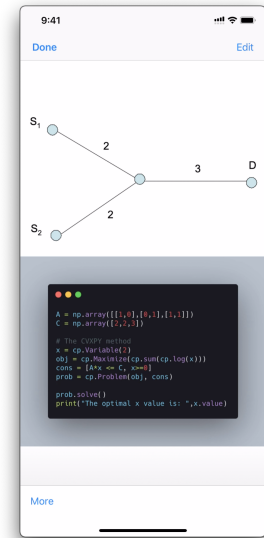 9:41
Done Edit
S1
2
3
D
2
S2
A = np.array([[1,0],[0,1],[1,1]])
C = np.array([2,2,3])
# The CVXPY method
x = cp.Variable(2)
obj = cp.Maximize(cp.sum(cp.log(x)))
cons = [A*x <= C, x>=0]
prob = cp.Problem(obj, cons)
prob.solve()
print("The optimal x value is: ",x.value)
More